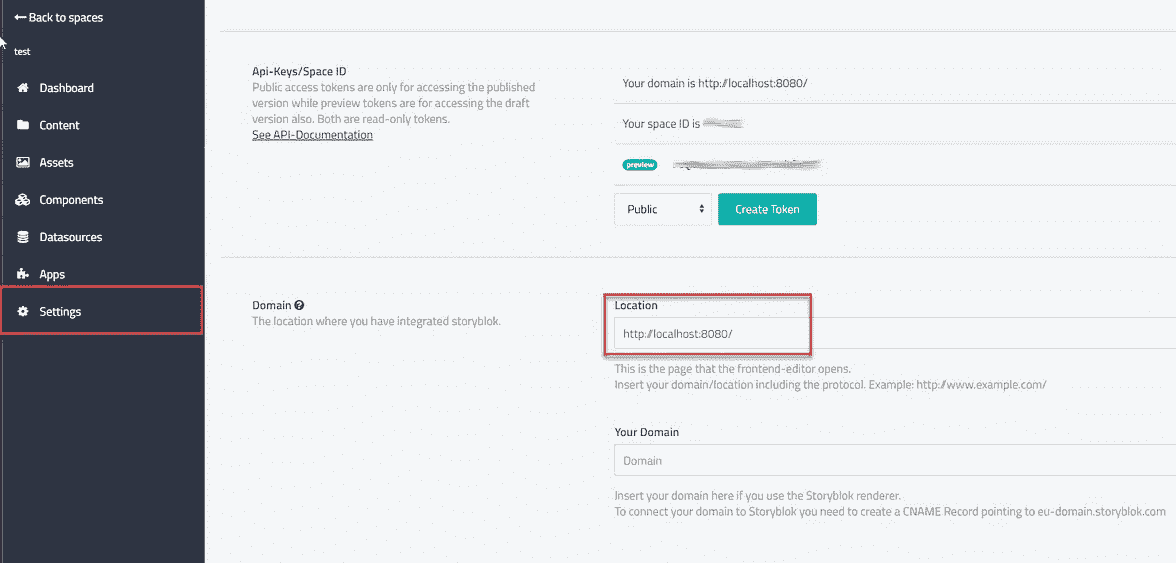 Back to spaces
test
Dashboard
Content
Assets
Components
Datasources
Apps
Settings
Api-Keys/Space ID
Public access tokens are only for accessing the published
version while preview tokens are for accessing the draft
version also. Both are read-only tokens.
See API-Documentation
Your domain is http://localhost:8080/
Your space ID is
preview
Public
Create Token
Domain
The location where you have integrated storyblok.
Location
http://localhost:8080/
This is the page that the frontend-editor opens.
Insert your domain/location including the protocol. Example: http://www.example.com/
Your Domain
Domain
Insert your domain here if you use the Storyblok renderer.
To connect your domain to Storyblok you need to create a CNAME Record pointing to eu-domain.storyblok.com